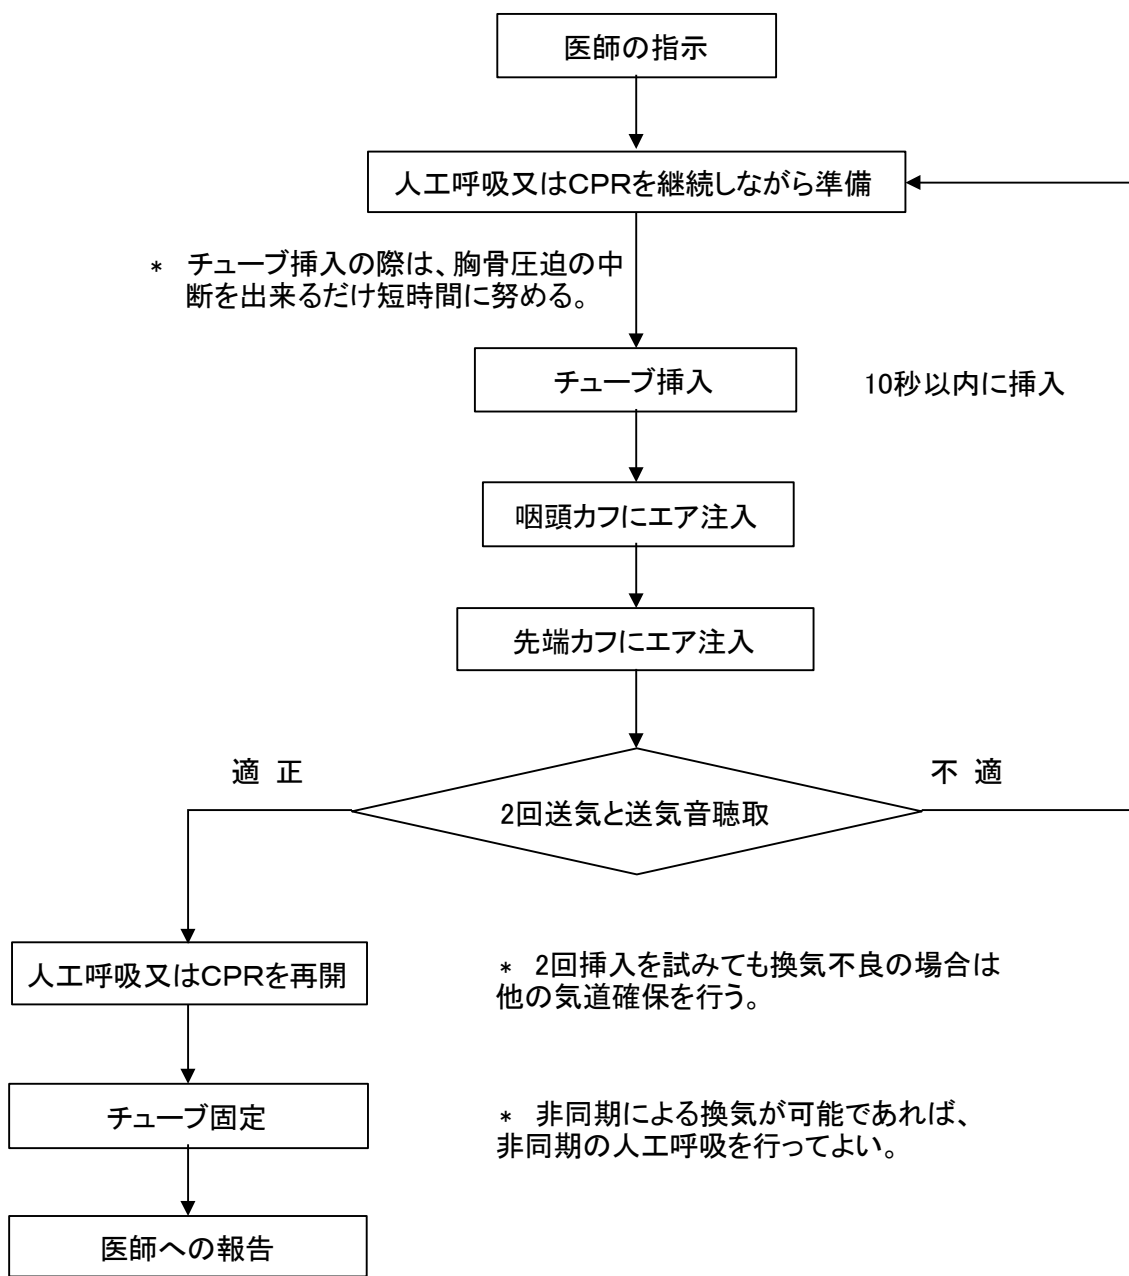 医師の指示
人工呼吸又はCPRを継続しながら準備
* チューブ挿入の際は、胸骨圧迫の中
断を出来るだけ短時間に努める。
チューブ挿入
10秒以内に挿入
咽頭カフにエア注入
先端カフにエア注入
適 正
不 適
2回送気と送気音聴取
人工呼吸又はCPRを再開
* 2回挿入を試みても換気不良の場合は
他の気道確保を行う。
チューブ固定
* 非同期による換気が可能であれば、
非同期の人工呼吸を行ってよい。
医師への報告